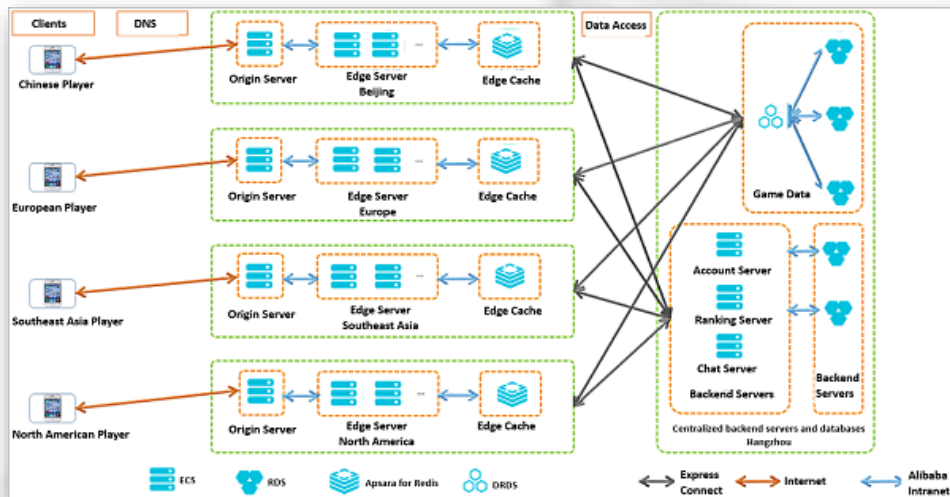 Clients
DNS
Data Access
Chinese Player
Origin Server
Edge Server
Beijing
...
Edge Cache
European Player
Origin Server
Edge Server
Europe
...
Edge Cache
Southeast Asia Player
Origin Server
Edge Server
Southeast Asia
...
Edge Cache
North American Player
Origin Server
Edge Server
North America
...
Edge Cache
Game Data
Account Server
Ranking Server
Chat Server
Backend Servers
Backend
Servers
Centralized backend servers and databases
Hangzhou
ECS
RDS
Apsara for Redis
DRDS
Express
Connect
Internet
Alibaba
Intranet